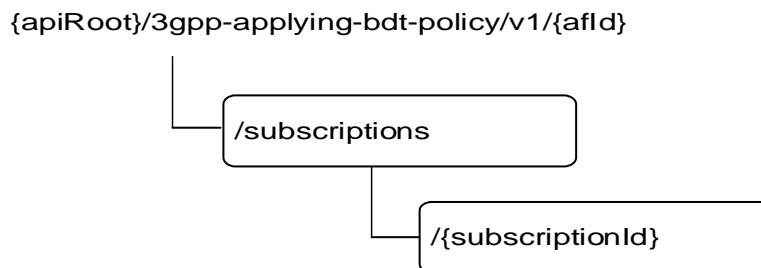 {apiRoot}/3gpp-applying-bdt-policy/v1/{afId}
/subscriptions
/{subscriptionId}